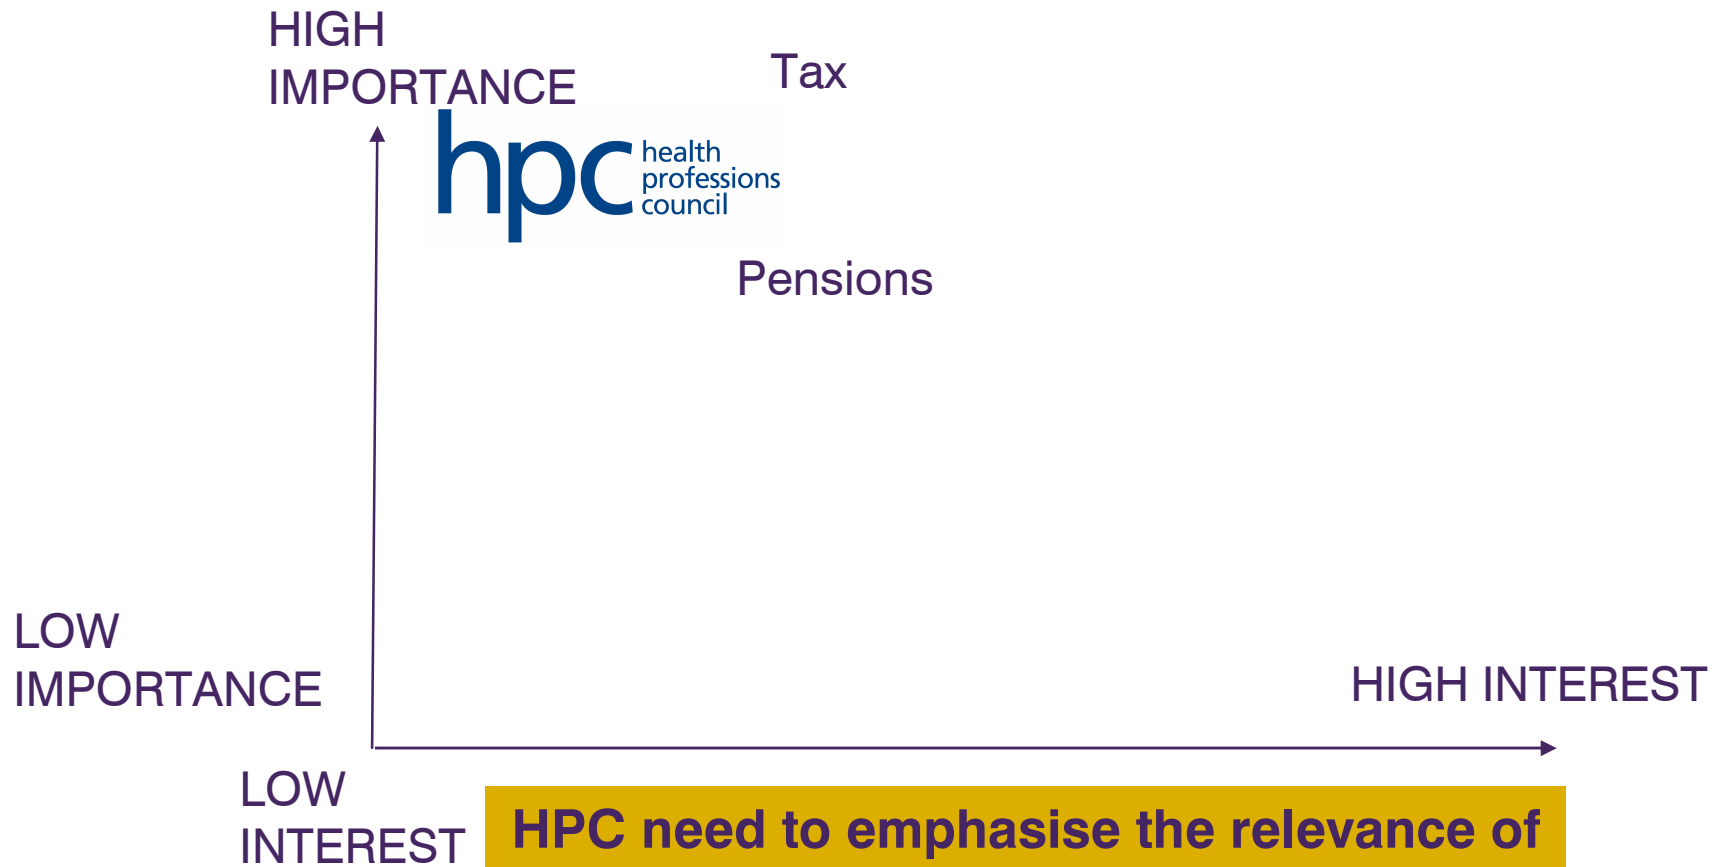 HIGH
IMPORTANCE
Tax
hpc
health
professions
council
Pensions
LOW
IMPORTANCE
HIGH INTEREST
LOW
INTEREST
HPC need to emphasise the relevance of